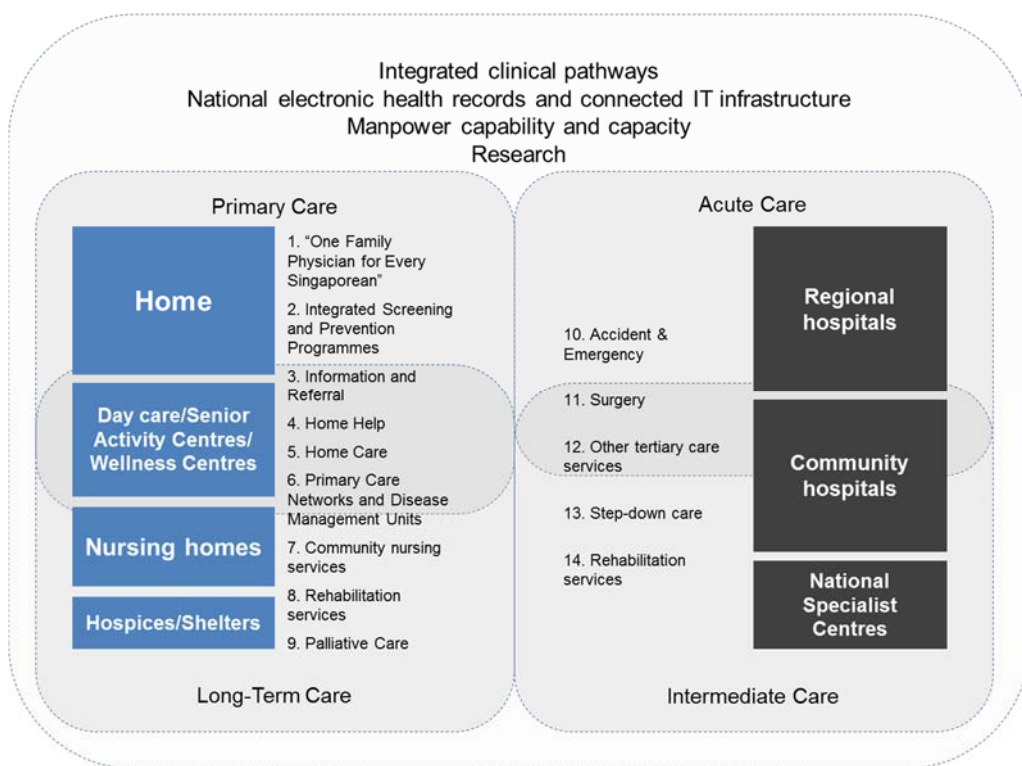 Integrated clinical pathways
National electronic health records and connected IT infrastructure
Manpower capability and capacity
Research
Primary Care
Home
Day care/Senior
Activity Centres/
Wellness Centres
Nursing homes
Hospices/Shelters
1. “One Family
Physician for Every
Singaporean”
2. Integrated Screening
and Prevention
Programmes
3. Information and
Referral
4. Home Help
5. Home Care
6. Primary Care
Networks and Disease
Management Units
7. Community nursing
services
8. Rehabilitation
services
9. Palliative Care
Long-Term Care
Acute Care
10. Accident &
Emergency
11. Surgery
12. Other tertiary care
services
13. Step-down care
14. Rehabilitation
services
Regional
hospitals
Community
hospitals
National
Specialist
Centres
Intermediate Care